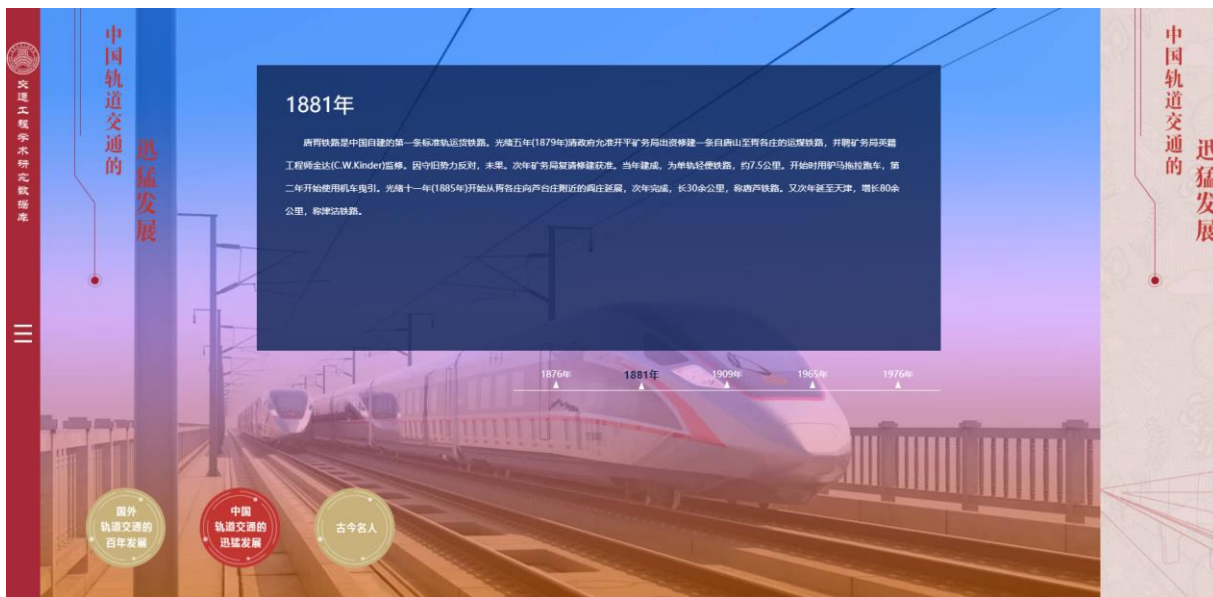 交通工程学术研究数据库
中国轨道交通的
迅猛发展
1881年
唐胥铁路是中国自建的第一条标准轨运货铁路。光绪五年(1879年)清政府允准开平矿务局出资修建一条自唐山至胥各庄的运煤铁路，并聘矿务局英籍
工程师金达(C.W.Kinder)监修。因守旧势力反对，未果。次年矿务局复请修建获准。当年建成，为单轨轻便铁路，约7.5公里。开始时用驴马拖拉跑车，第
二年开始使用机车曳引。光绪十一年(1885年)开始从胥各庄向芦台庄附近的阎庄延展，次年完成，长30余公里，称唐芦铁路。又次年延至天津，增长80余
公里，称津沽铁路。
1876年
1881年
1909年
1965年
1976年
国外
轨道交通的
百年发展
中国
轨道交通的
迅猛发展
古今名人
中国轨道交通的
迅猛发展